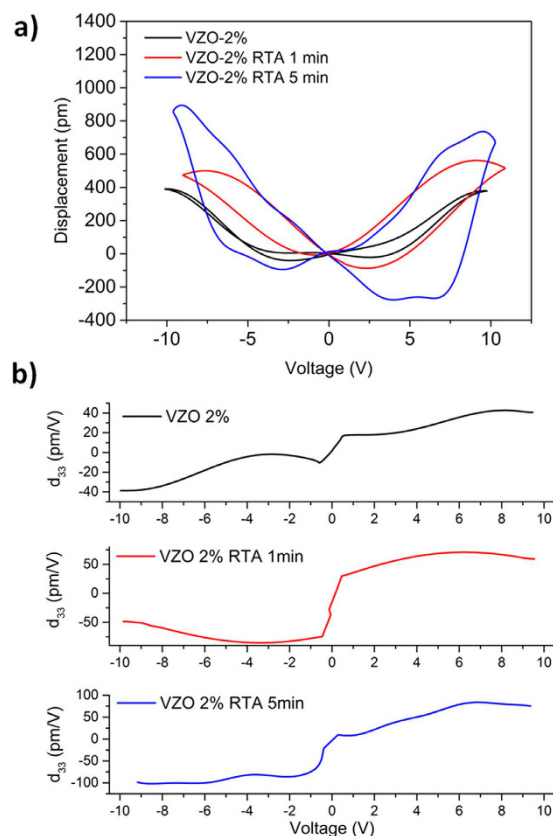 a)
VZO-2%
VZO-2% RTA 1 min
VZO-2% RTA 5 min
Displacement (pm)
1400
1200
1000
800
600
400
200
0
-200
-400
-10 -5 0 5 10
Voltage (V)
b)
VZO 2%
d33 (pm/V)
40
20
0
-20
-40
-10 -8 -6 -4 -2 0 2 4 6 8 10
VZO 2% RTA 1min
d33 (pm/V)
50
0
-50
-10 -8 -6 -4 -2 0 2 4 6 8 10
VZO 2% RTA 5min
d33 (pm/V)
100
50
0
-50
-100
-10 -8 -6 -4 -2 0 2 4 6 8 10
Voltage (V)